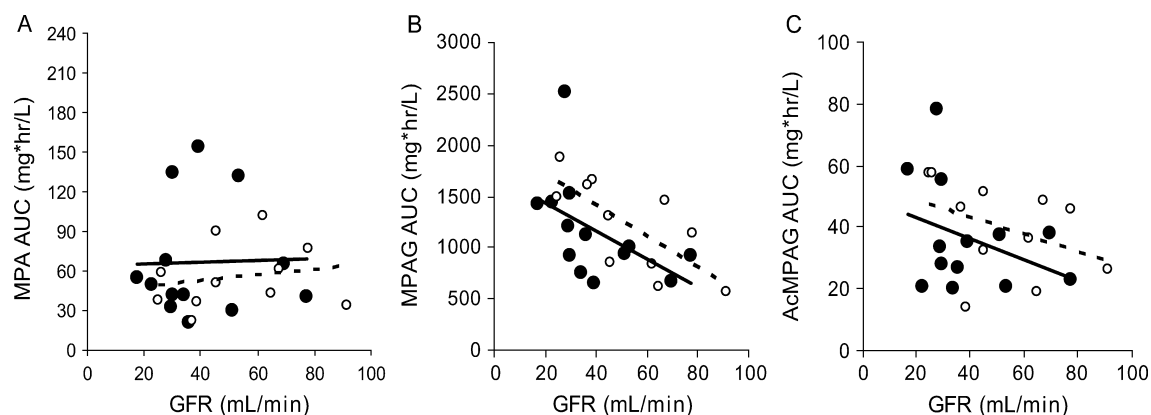 A
MPA AUC (mg*hr/L)
240
210
180
150
120
90
60
30
0
0 20 40 60 80 100
GFR (mL/min)
B
MPAG AUC (mg*hr/L)
3000
2500
2000
1500
1000
500
0
0 20 40 60 80 100
GFR (mL/min)
C
AcMPAG AUC (mg*hr/L)
100
80
60
40
20
0
0 20 40 60 80 100
GFR (mL/min)